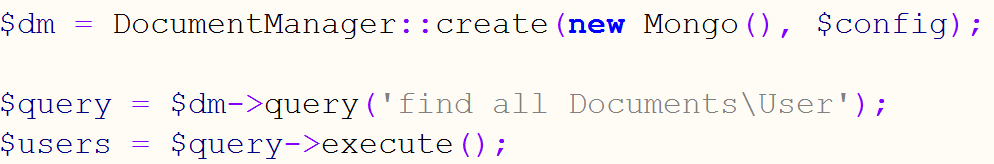 $dm = DocumentManager::create(new Mongo(), $config);
$query = $dm->query('find all Documents\User');
$users = $query->execute();